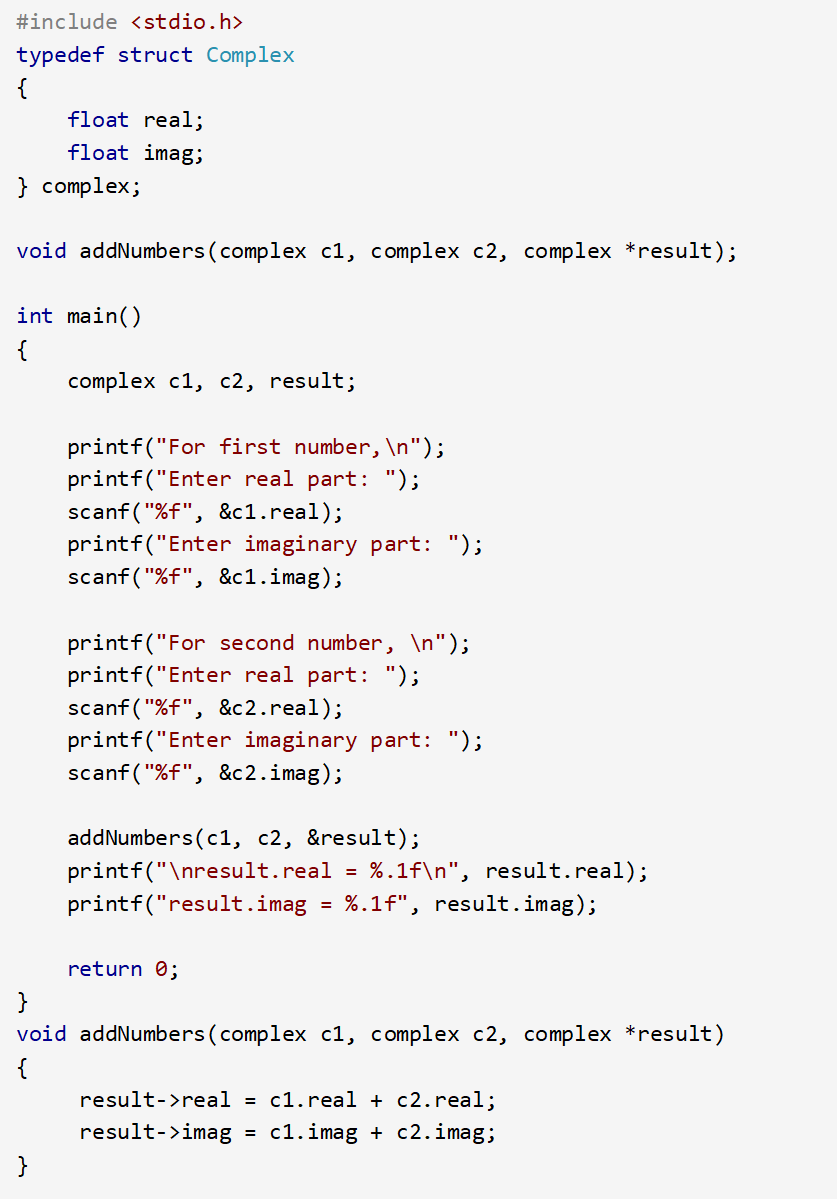 #include <stdio.h>
typedef struct Complex
{
    float real;
    float imag;
} complex;

void addNumbers(complex c1, complex c2, complex *result);

int main()
{
    complex c1, c2, result;

    printf("For first number,\n");
    printf("Enter real part: ");
    scanf("%f", &c1.real);
    printf("Enter imaginary part: ");
    scanf("%f", &c1.imag);

    printf("For second number, \n");
    printf("Enter real part: ");
    scanf("%f", &c2.real);
    printf("Enter imaginary part: ");
    scanf("%f", &c2.imag);

    addNumbers(c1, c2, &result);
    printf("\nresult.real = %.1f\n", result.real);
    printf("result.imag = %.1f", result.imag);

    return 0;
}
void addNumbers(complex c1, complex c2, complex *result)
{
     result->real = c1.real + c2.real;
     result->imag = c1.imag + c2.imag;
}